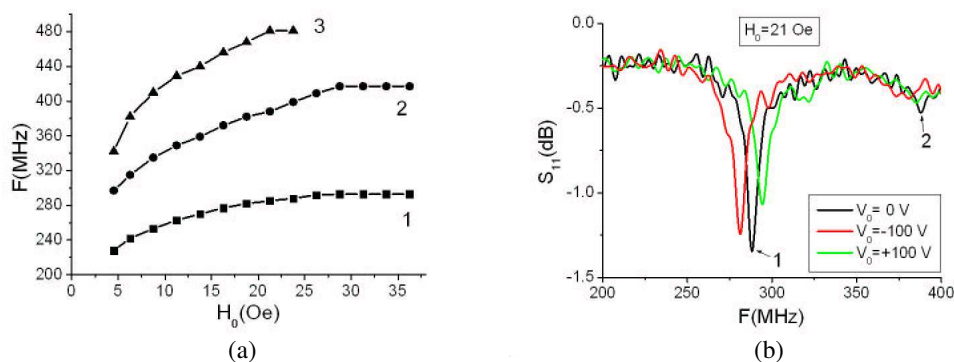 480
440
400
360
320
280
240
200
F(MHz)
3
2
1
0 5 10 15 20 25 30 35
H₀(Oe)
(a)
0.0
-0.5
-1.0
-1.5
S₁₁(dB)
H₀=21 Oe
2
1
V₀= 0 V
V₀=-100 V
V₀=+100 V
200 250 300 350 400
F(MHz)
(b)